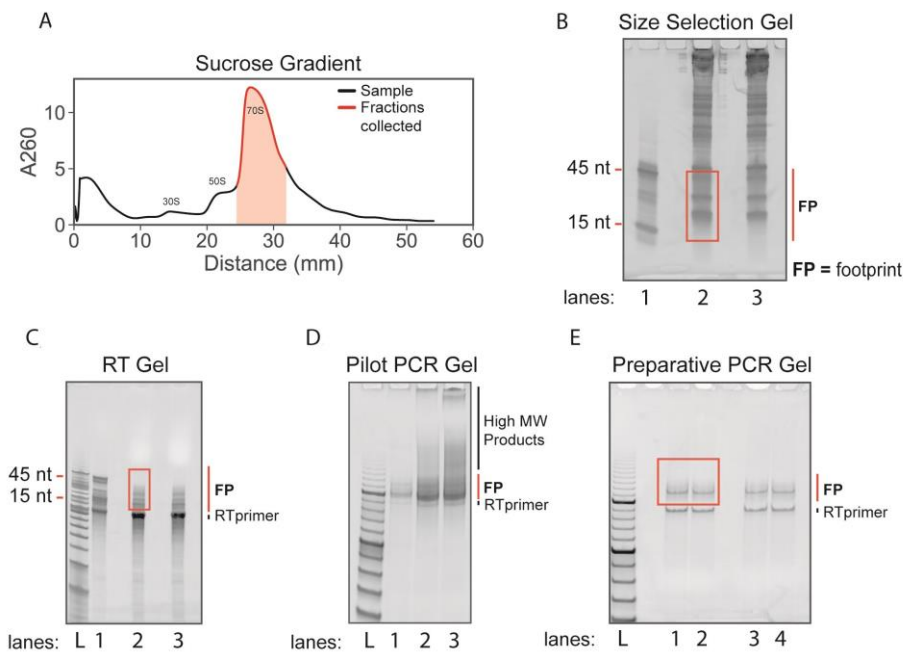 A
Sucrose Gradient
Sample
Fractions
collected
70S
50S
30S
10
5
0
A260
0 10 20 30 40 50 60
Distance (mm)
B
Size Selection Gel
45 nt
15 nt
FP
FP = footprint
lanes: 1 2 3
C
RT Gel
45 nt
15 nt
FP
RTprimer
lanes: L 1 2 3
D
Pilot PCR Gel
High MW
Products
FP
RTprimer
lanes: L 1 2 3
E
Preparative PCR Gel
FP
RTprimer
lanes: L 1 2 3 4